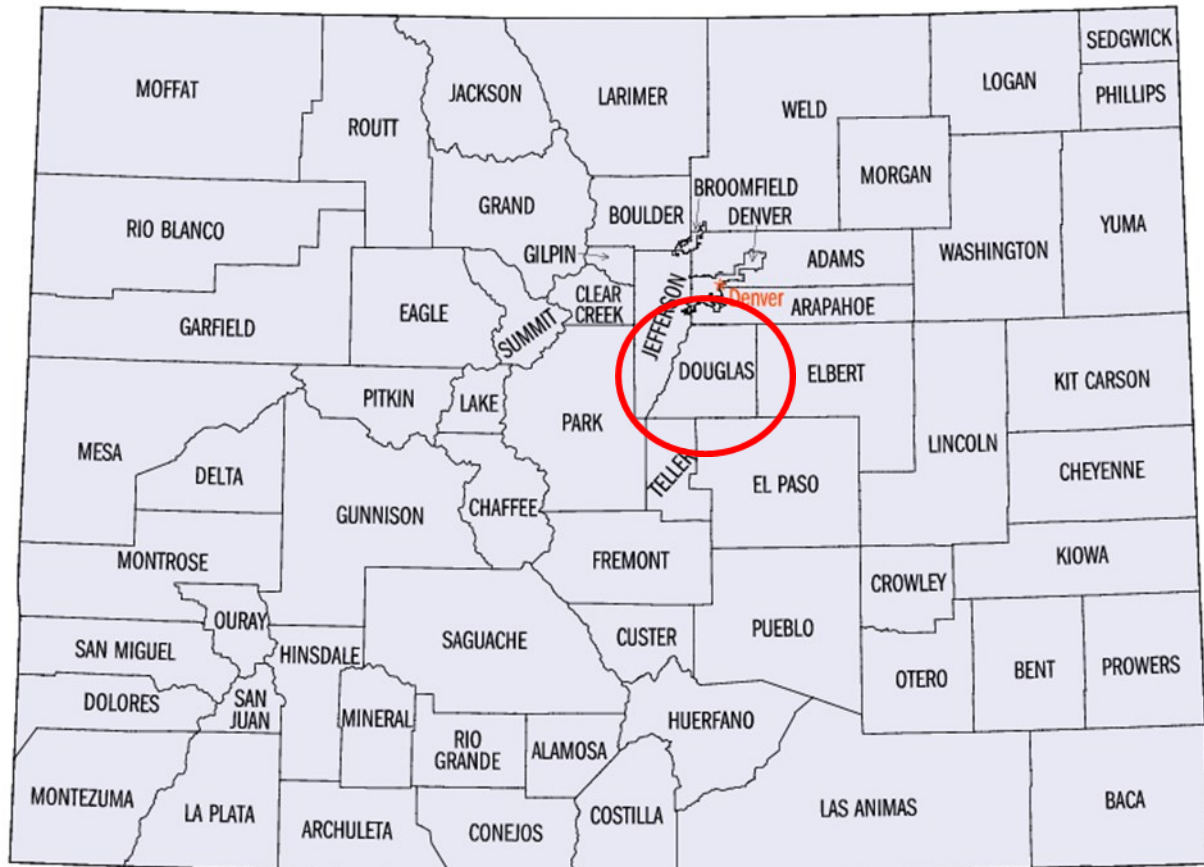 SEDGWICK
MOFFAT
JACKSON
LARIMER
LOGAN
PHILLIPS
WELD
ROUTT
MORGAN
BROOMFIELD
GRAND
BOULDER
DENVER
RIO BLANCO
YUMA
GILPIN
ADAMS
WASHINGTON
CLEAR
CREEK
Denver
ARAPAHOE
JEFFERSON
GARFIELD
EAGLE
SUMMIT
DOUGLAS
ELBERT
KIT CARSON
PITKIN
LAKE
PARK
MESA
LINCOLN
DELTA
TELLER
EL PASO
CHEYENNE
GUNNISON
CHAFFEE
MONTROSE
FREMONT
KIOWA
CROWLEY
OURAY
SAN MIGUEL
HINSDALE
SAGUACHE
CUSTER
PUEBLO
OTERO
BENT
PROWERS
DOLORES
SAN
JUAN
MINERAL
HUERFANO
RIO
GRANDE
ALAMOSA
MONTEZUMA
LA PLATA
ARCHULETA
CONEJOS
COSTILLA
LAS ANIMAS
BACA